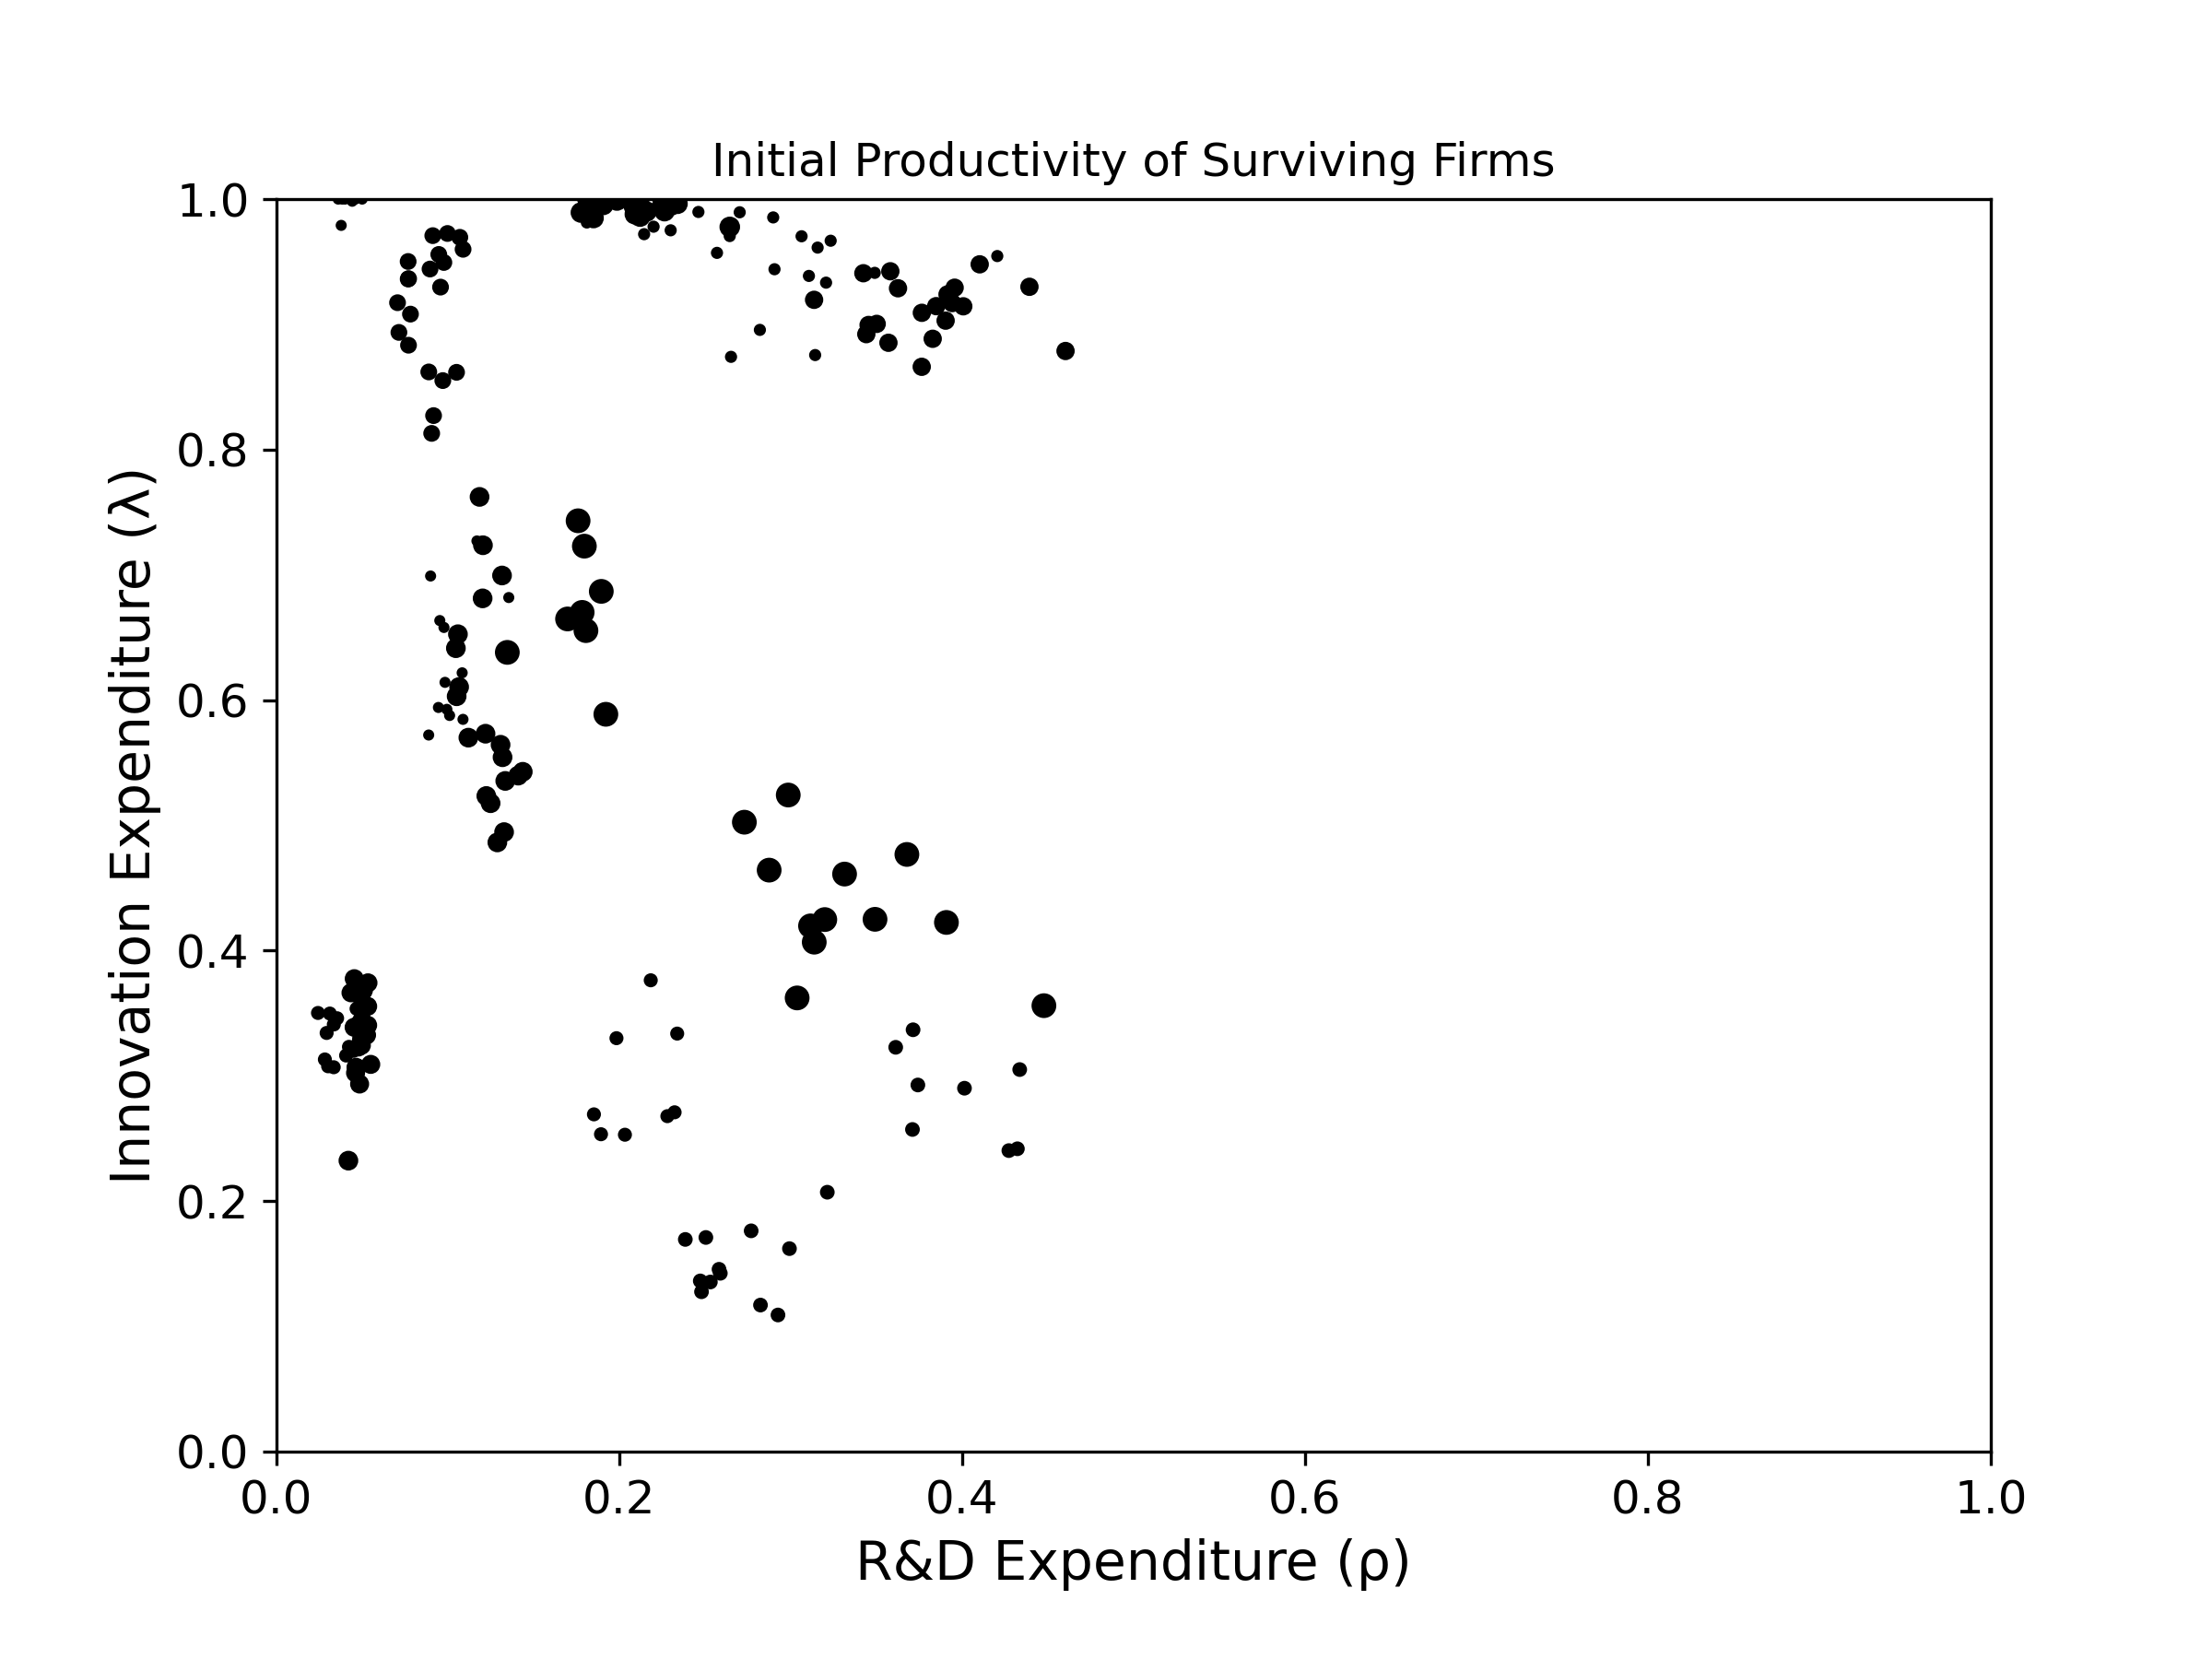 Initial Productivity of Surviving Firms
1.0
0.8
0.6
0.4
0.2
0.0
Innovation Expenditure (λ)
0.0 0.2 0.4 0.6 0.8 1.0
R&D Expenditure (ρ)